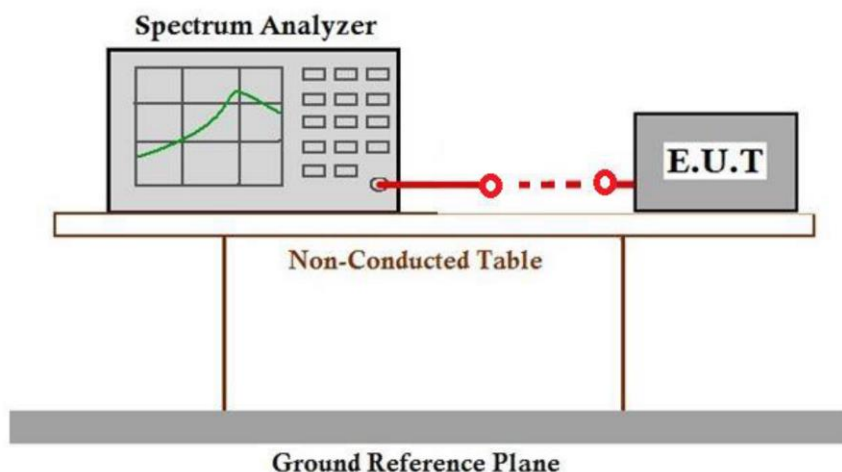 Spectrum Analyzer
E.U.T
Non-Conducted Table
Ground Reference Plane